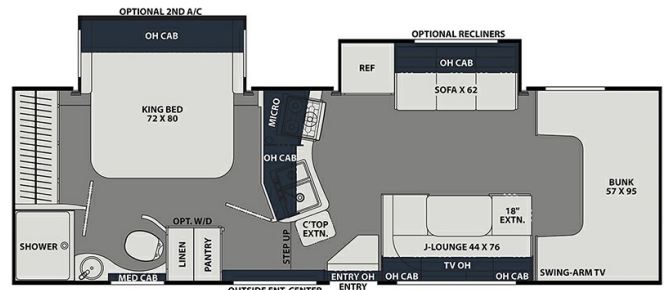 OPTIONAL 2ND A/C
OH CAB
KING BED
72 X 80
MICRO
OH CAB
REF
OPTIONAL RECLINERS
OH CAB
SOFA X 62
BUNK
57 X 95
SHOWER
MED CAB
OPT. W/D
LINEN
PANTRY
STEP UP
C'TOP
EXTN.
18"
EXTN.
J-LOUNGE 44 X 76
TV OH
OH CAB
OH CAB
SWING-ARM TV
ENTRY OH
ENTRY
OUTSIDE ENT. CENTER